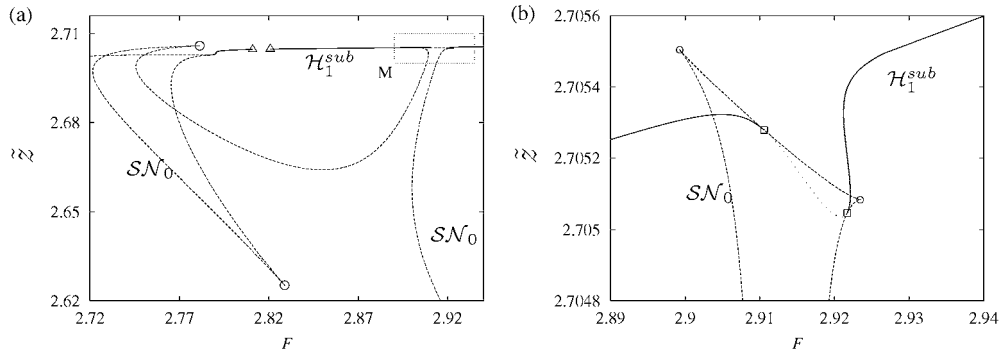 (a)
2.71
2.68
2.65
2.62
z̃
H₁ˢᵘᵇ
M
SN₀
SN₀
2.72
2.77
2.82
2.87
2.92
F
(b)
2.7056
2.7054
2.7052
2.705
2.7048
z̃
H₁ˢᵘᵇ
SN₀
2.89
2.9
2.91
2.92
2.93
2.94
F